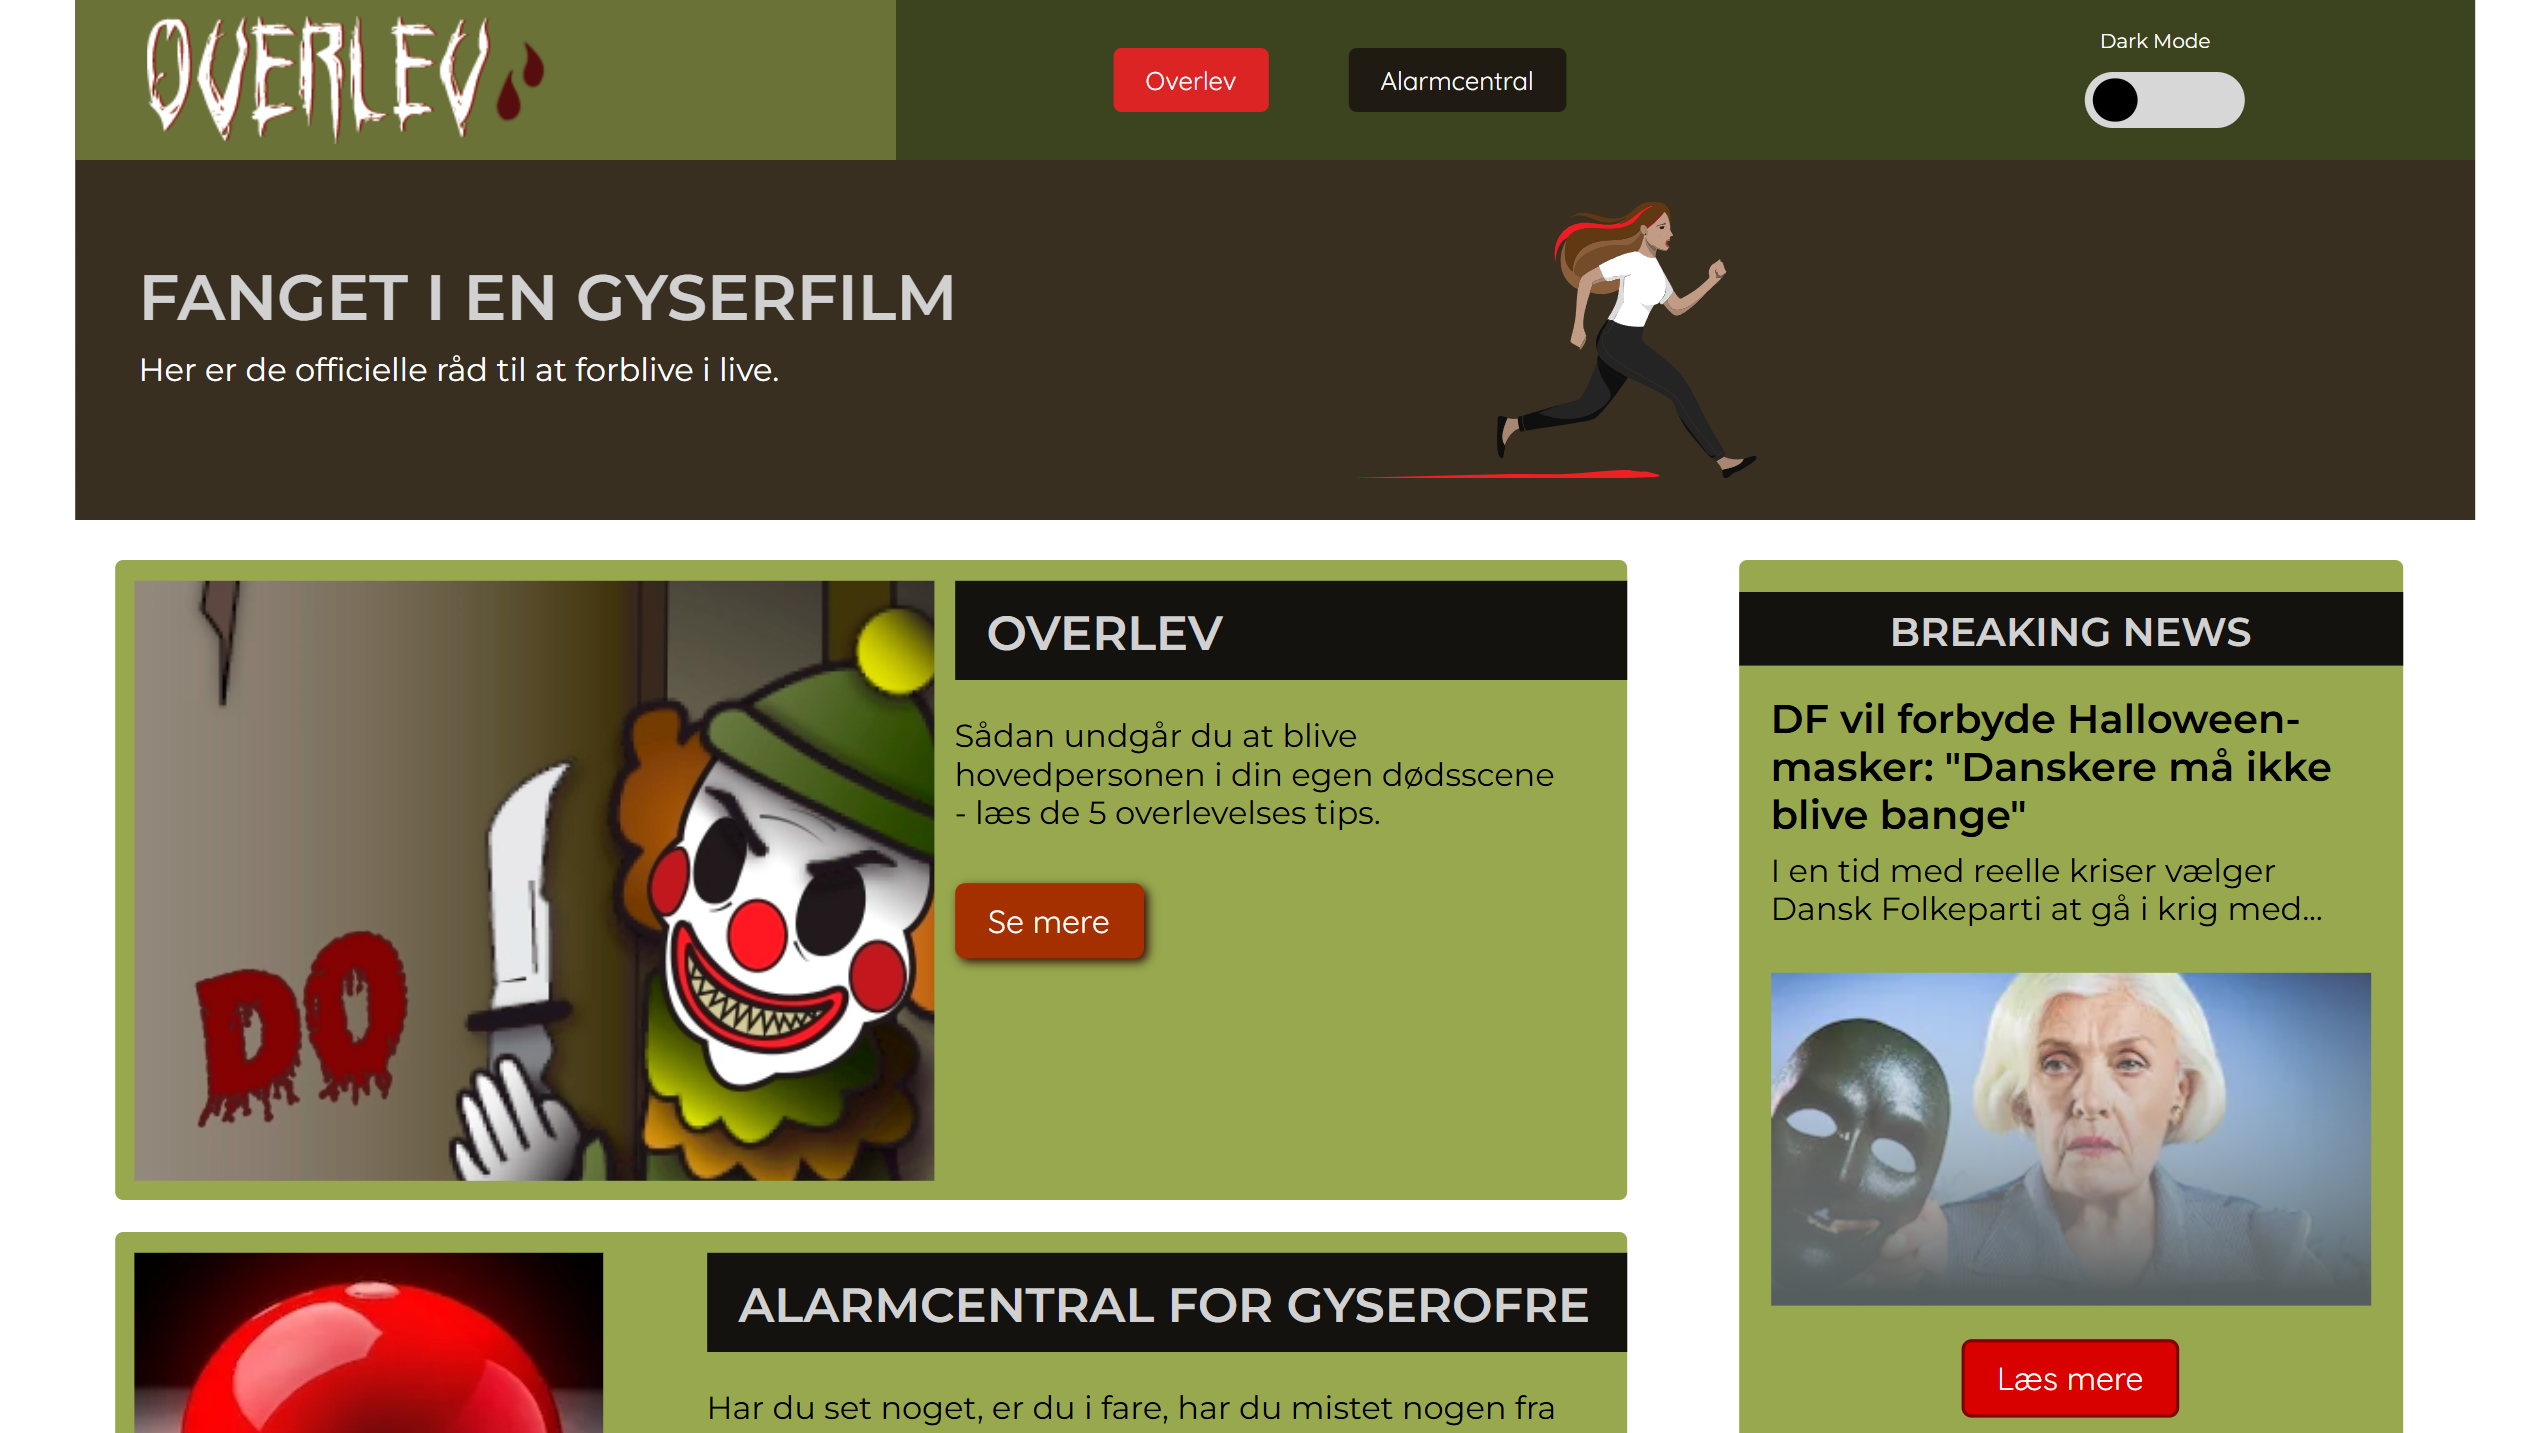 OVERLEV
Overlev
Alarmcentral
Dark Mode
FANGET I EN GYSERFILM
Her er de officielle råd til at forblive i live.
DO
OVERLEV
Sådan undgår du at blive
hovedpersonen i din egen dødsscene
- læs de 5 overlevelses tips.
Se mere
ALARMCENTRAL FOR GYSEROFRE
Har du set noget, er du i fare, har du mistet nogen fra
BREAKING NEWS
DF vil forbyde Halloween-
masker: "Danskere må ikke
blive bange"
I en tid med reelle kriser vælger
Dansk Folkeparti at gå i krig med...
Læs mere